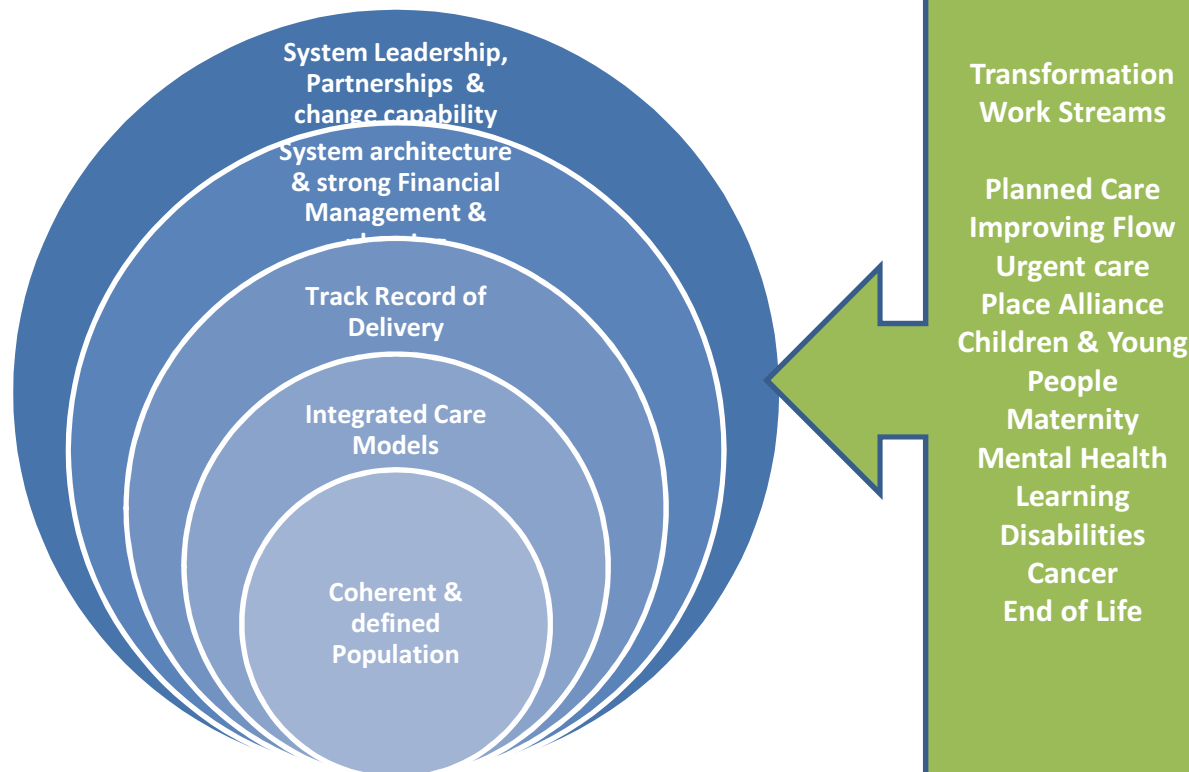 System Leadership,
Partnerships &
change capability
System architecture
& strong Financial
Management &
Track Record of
Delivery
Integrated Care
Models
Coherent &
defined
Population
Transformation
Work Streams
Planned Care
Improving Flow
Urgent care
Place Alliance
Children & Young
People
Maternity
Mental Health
Learning
Disabilities
Cancer
End of Life